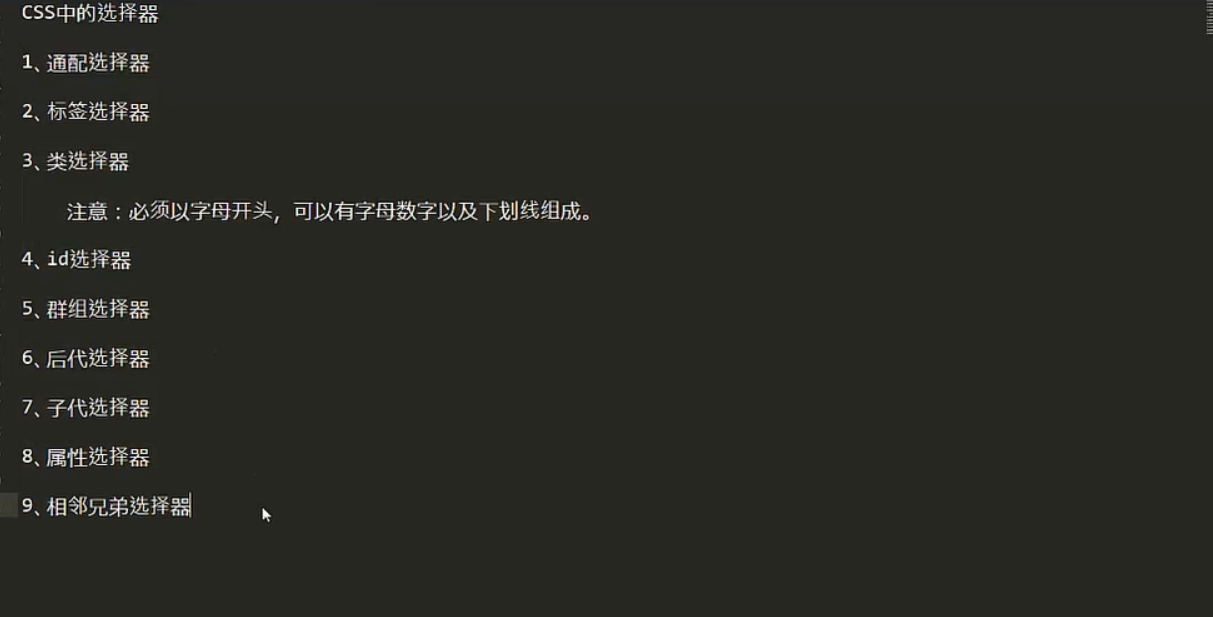 CSS中的选择器
1、通配选择器
2、标签选择器
3、类选择器
注意：必须以字母开头，可以有字母数字以及下划线组成。
4、id选择器
5、群组选择器
6、后代选择器
7、子代选择器
8、属性选择器
9、相邻兄弟选择器